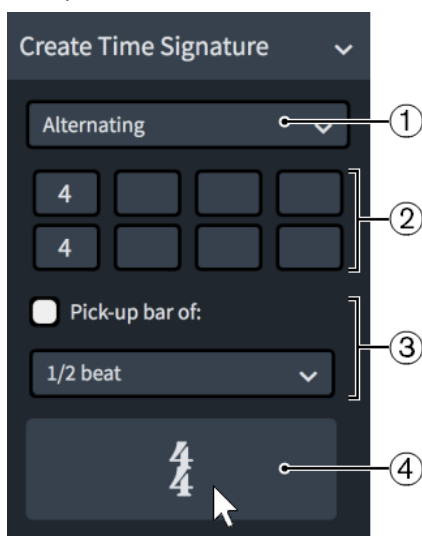 Create Time Signature
Alternating ①
4
4 ②
Pick-up bar of:
1/2 beat ③
4
4 ④